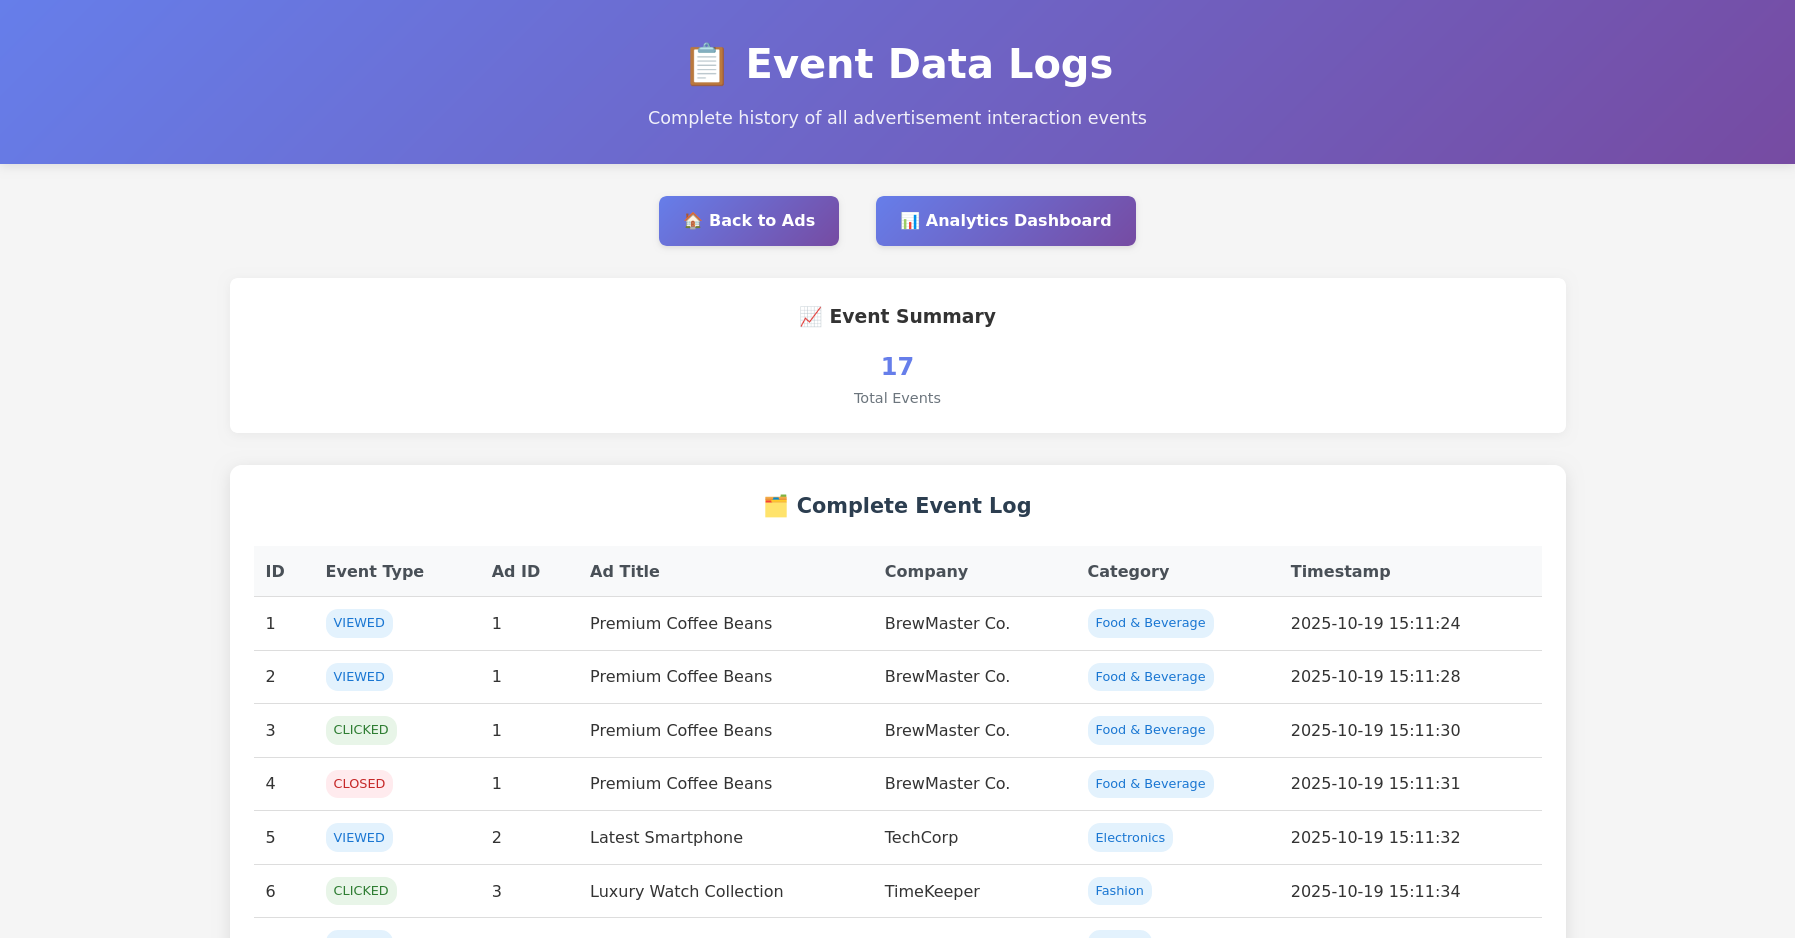 📋 Event Data Logs
Complete history of all advertisement interaction events
🏠 Back to Ads 📊 Analytics Dashboard
📈 Event Summary
17
Total Events
🗂️ Complete Event Log
ID Event Type Ad ID Ad Title Company Category Timestamp
1 VIEWED 1 Premium Coffee Beans BrewMaster Co. Food & Beverage 2025-10-19 15:11:24
2 VIEWED 1 Premium Coffee Beans BrewMaster Co. Food & Beverage 2025-10-19 15:11:28
3 CLICKED 1 Premium Coffee Beans BrewMaster Co. Food & Beverage 2025-10-19 15:11:30
4 CLOSED 1 Premium Coffee Beans BrewMaster Co. Food & Beverage 2025-10-19 15:11:31
5 VIEWED 2 Latest Smartphone TechCorp Electronics 2025-10-19 15:11:32
6 CLICKED 3 Luxury Watch Collection TimeKeeper Fashion 2025-10-19 15:11:34